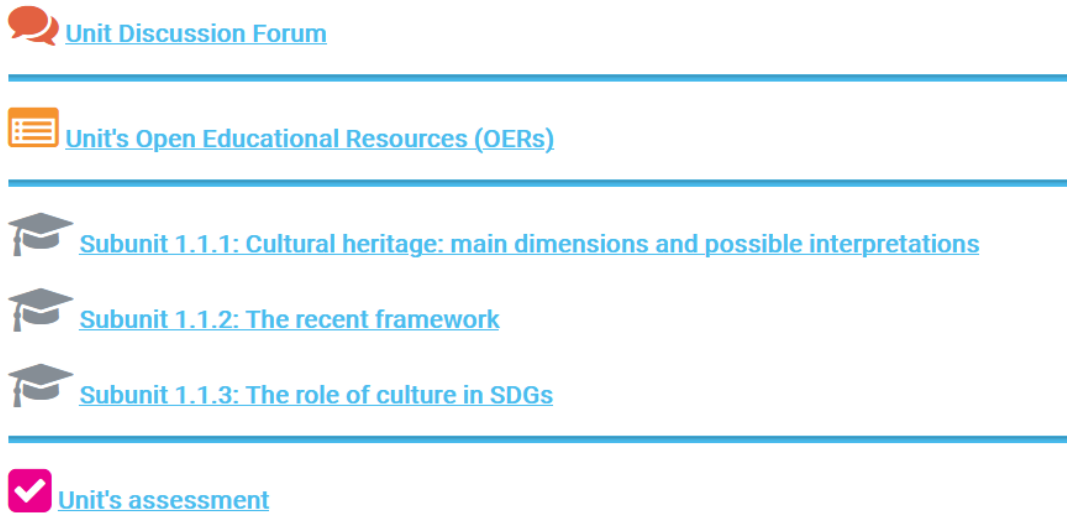 Unit Discussion Forum
Unit's Open Educational Resources (OERs)
Subunit 1.1.1: Cultural heritage: main dimensions and possible interpretations
Subunit 1.1.2: The recent framework
Subunit 1.1.3: The role of culture in SDGs
Unit's assessment